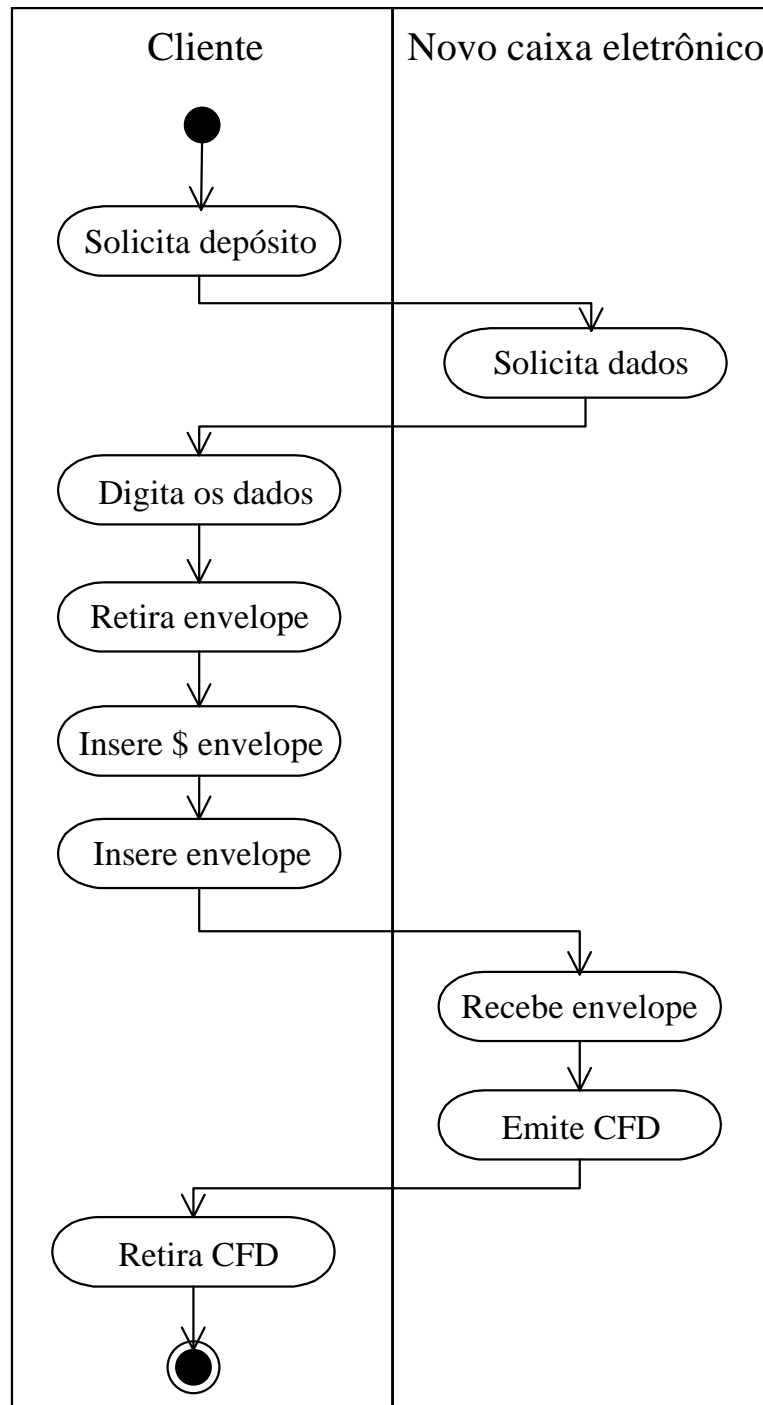 Cliente
Novo caixa eletrônico
Solicita depósito
Solicita dados
Digita os dados
Retira envelope
Insere $ envelope
Insere envelope
Recebe envelope
Emite CFD
Retira CFD